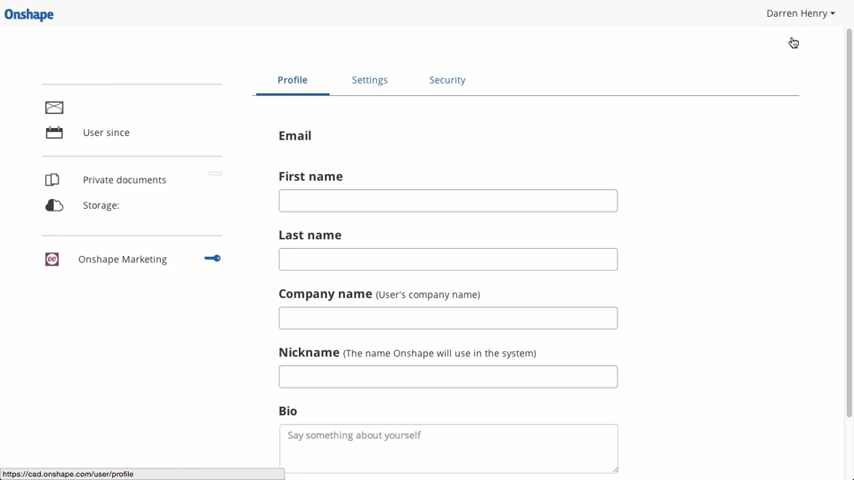 Onshape
Darren Henry
Profile
Settings
Security
User since
Private documents
Storage:
Onshape Marketing
Email
First name
Last name
Company name (User's company name)
Nickname (The name Onshape will use in the system)
Bio
Say something about yourself
https://cad.onshape.com/user/profile